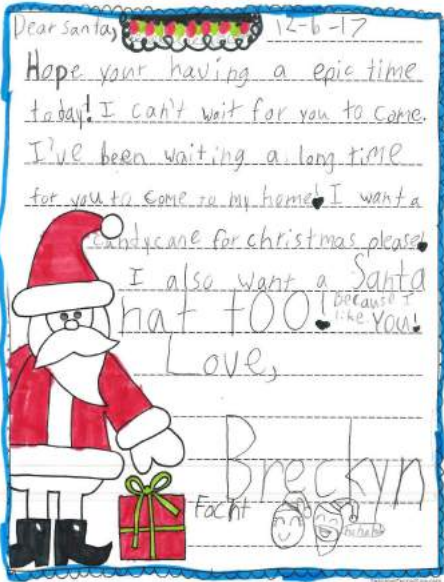 Dear Santa, 12-6-17
Hope your having a epic time
today! I can't wait for you to come.
I've been waiting a long time
for you to come to my home! I want a
candycane for christmas please!
I also want a Santa
hat too! Because I
like You!
Love,
Breckyn
Facht
hahaha